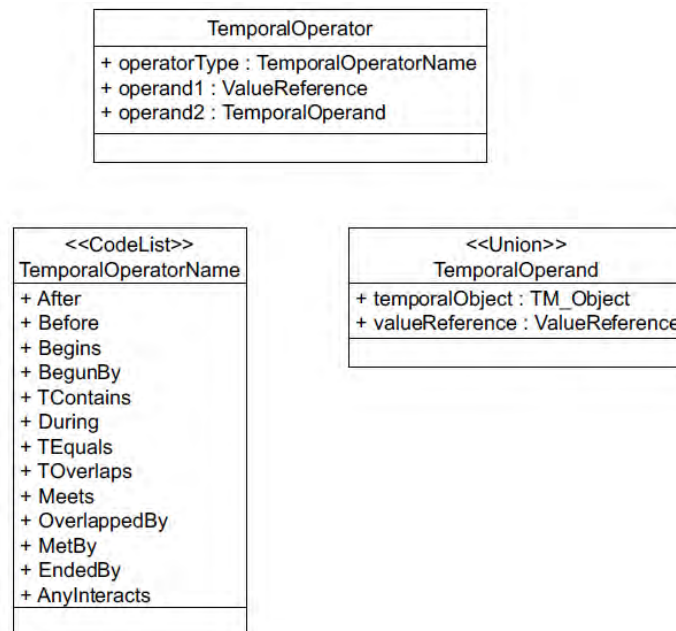 TemporalOperator
+ operatorType : TemporalOperatorName
+ operand1 : ValueReference
+ operand2 : TemporalOperand
<<CodeList>>
TemporalOperatorName
+ After
+ Before
+ Begins
+ BegunBy
+ TContains
+ During
+ TEquals
+ TOverlaps
+ Meets
+ OverlappedBy
+ MetBy
+ EndedBy
+ AnyInteracts
<<Union>>
TemporalOperand
+ temporalObject : TM_Object
+ valueReference : ValueReference